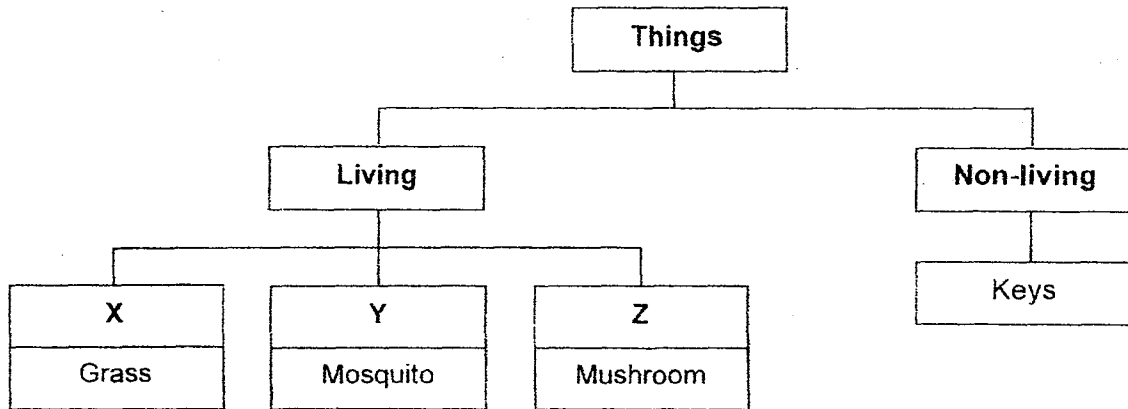 Things
Living
Non-living
X
Y
Z
Keys
Grass
Mosquito
Mushroom